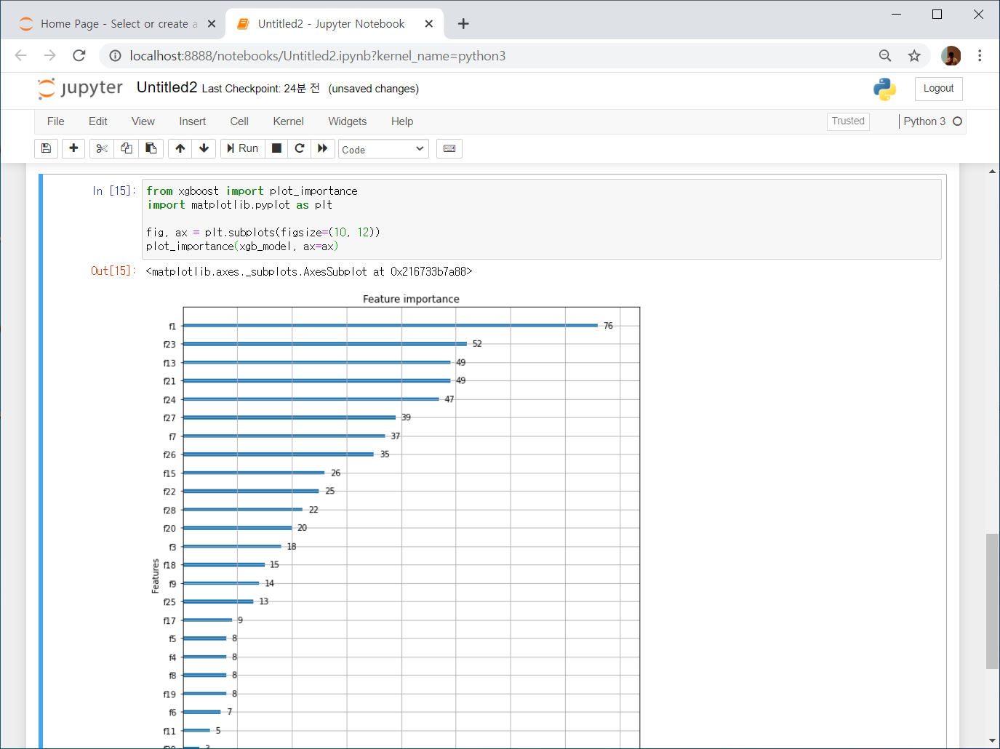 Home Page - Select or create a
Untitled2 - Jupyter Notebook
localhost:8888/notebooks/Untitled2.ipynb?kernel_name=python3
jupyter Untitled2 Last Checkpoint: 24분 전 (unsaved changes)
Logout
File Edit View Insert Cell Kernel Widgets Help
Trusted
Python 3
Run
Code
In [15]:
from xgboost import plot_importance
import matplotlib.pyplot as plt
fig, ax = plt.subplots(figsize=(10, 12))
plot_importance(xgb_model, ax=ax)
Out[15]: <matplotlib.axes._subplots.AxesSubplot at 0x216733b7a88>
Feature importance
f1 76
f23 52
f13 49
f21 49
f24 47
f27 39
f7 37
f26 35
f15 26
f22 25
f28 22
f20 20
f3 18
f18 15
Features
f9 14
f25 13
f17 9
f5 8
f4 8
f8 8
f19 8
f6 7
f11 5